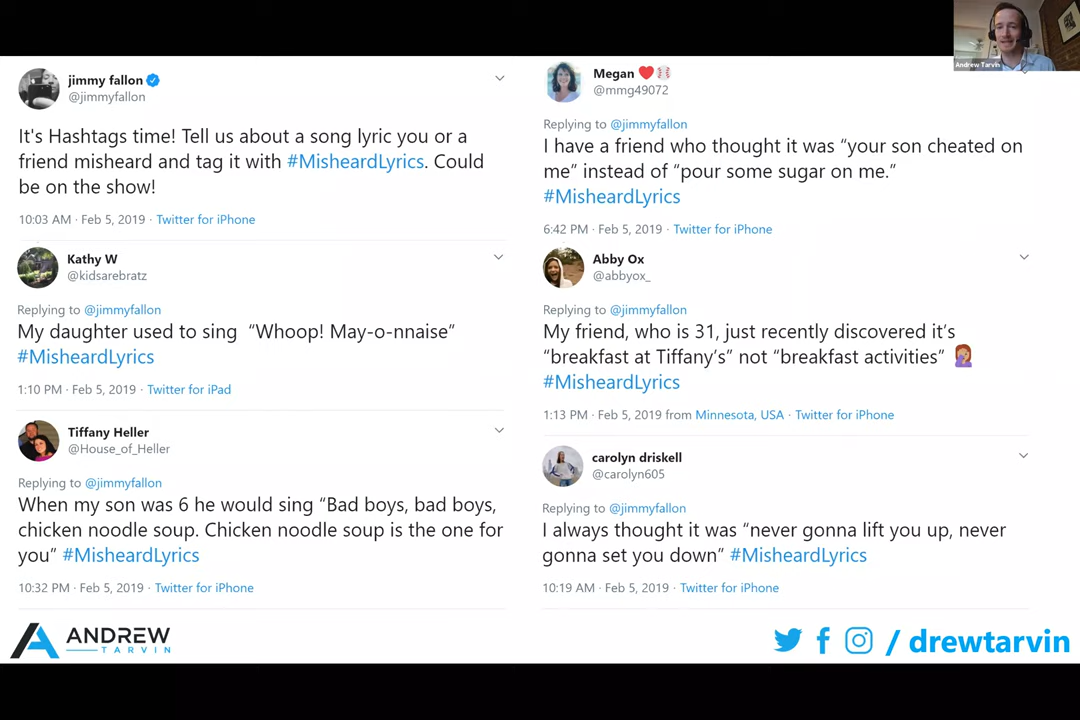 jimmy fallon
@jimmyfallon
It's Hashtags time! Tell us about a song lyric you or a
friend misheard and tag it with #MisheardLyrics. Could
be on the show!
10:03 AM · Feb 5, 2019 · Twitter for iPhone
Kathy W
@kidsarebratz
Replying to @jimmyfallon
My daughter used to sing “Whoop! May-o-nnaise”
#MisheardLyrics
1:10 PM · Feb 5, 2019 · Twitter for iPad
Tiffany Heller
@House_of_Heller
Replying to @jimmyfallon
When my son was 6 he would sing “Bad boys, bad boys,
chicken noodle soup. Chicken noodle soup is the one for
you” #MisheardLyrics
10:32 PM · Feb 5, 2019 · Twitter for iPhone
Megan
@mmg49072
Replying to @jimmyfallon
I have a friend who thought it was “your son cheated on
me” instead of “pour some sugar on me.”
#MisheardLyrics
6:42 PM · Feb 5, 2019 · Twitter for iPhone
Abby Ox
@abbyox_
Replying to @jimmyfallon
My friend, who is 31, just recently discovered it’s
“breakfast at Tiffany’s” not “breakfast activities”
#MisheardLyrics
1:13 PM · Feb 5, 2019 from Minnesota, USA · Twitter for iPhone
carolyn driskell
@carolyn605
Replying to @jimmyfallon
I always thought it was “never gonna lift you up, never
gonna set you down” #MisheardLyrics
10:19 AM · Feb 5, 2019 · Twitter for iPhone
Andrew Tarvin
ANDREW
TARVIN
/ drewtarvin